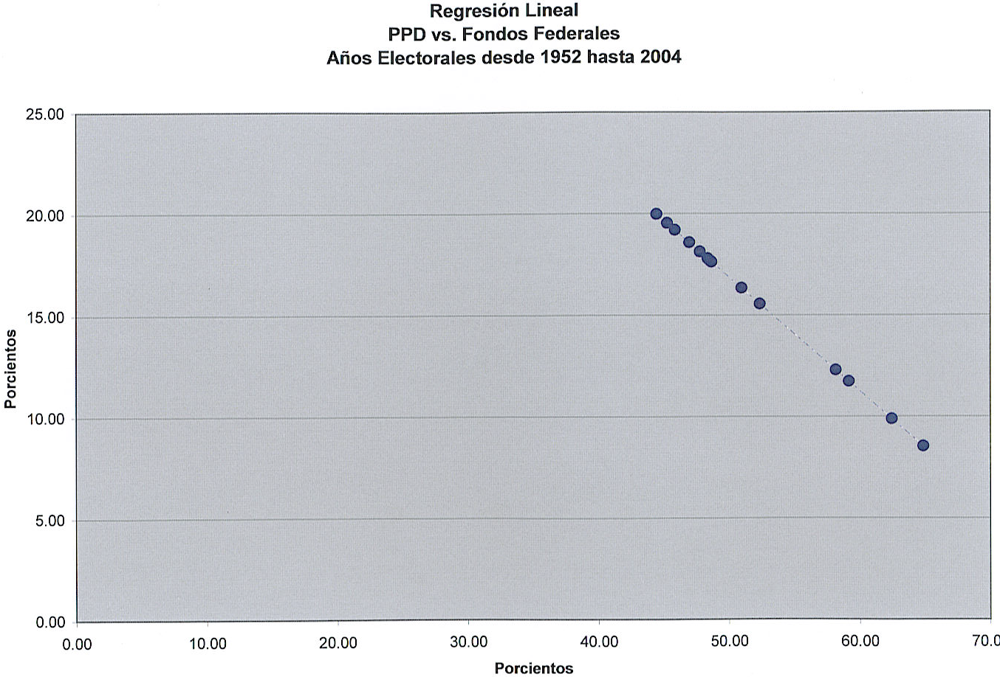 Regresión Lineal
PPD vs. Fondos Federales
Años Electorales desde 1952 hasta 2004
25.00
20.00
15.00
10.00
5.00
0.00
Porcientos
0.00 10.00 20.00 30.00 40.00 50.00 60.00 70.0
Porcientos